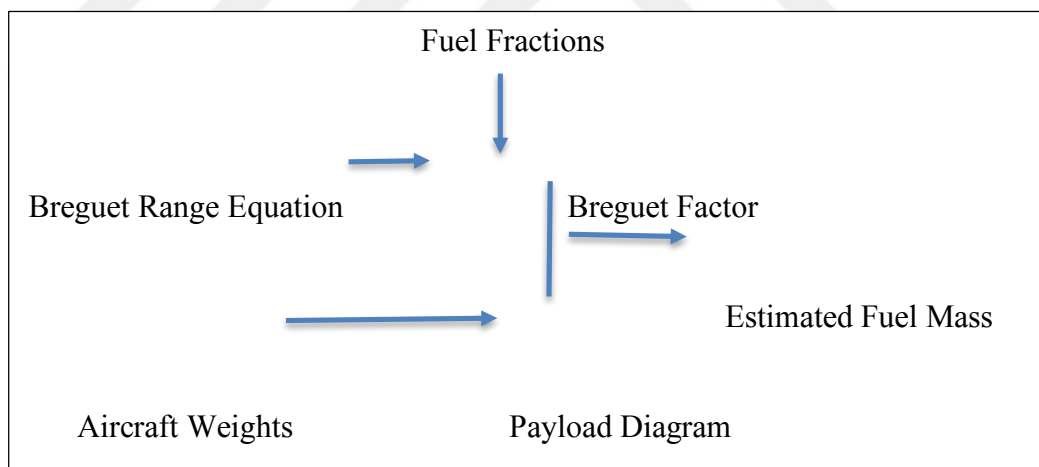 Fuel Fractions
Breguet Range Equation
Breguet Factor
Estimated Fuel Mass
Aircraft Weights
Payload Diagram